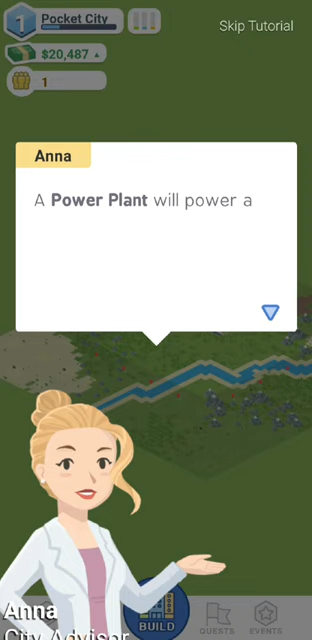 1 Pocket City
Skip Tutorial
$20,487
1
Anna
A Power Plant will power a
Anna
City Advisor
BUILD
QUESTS
EVENTS